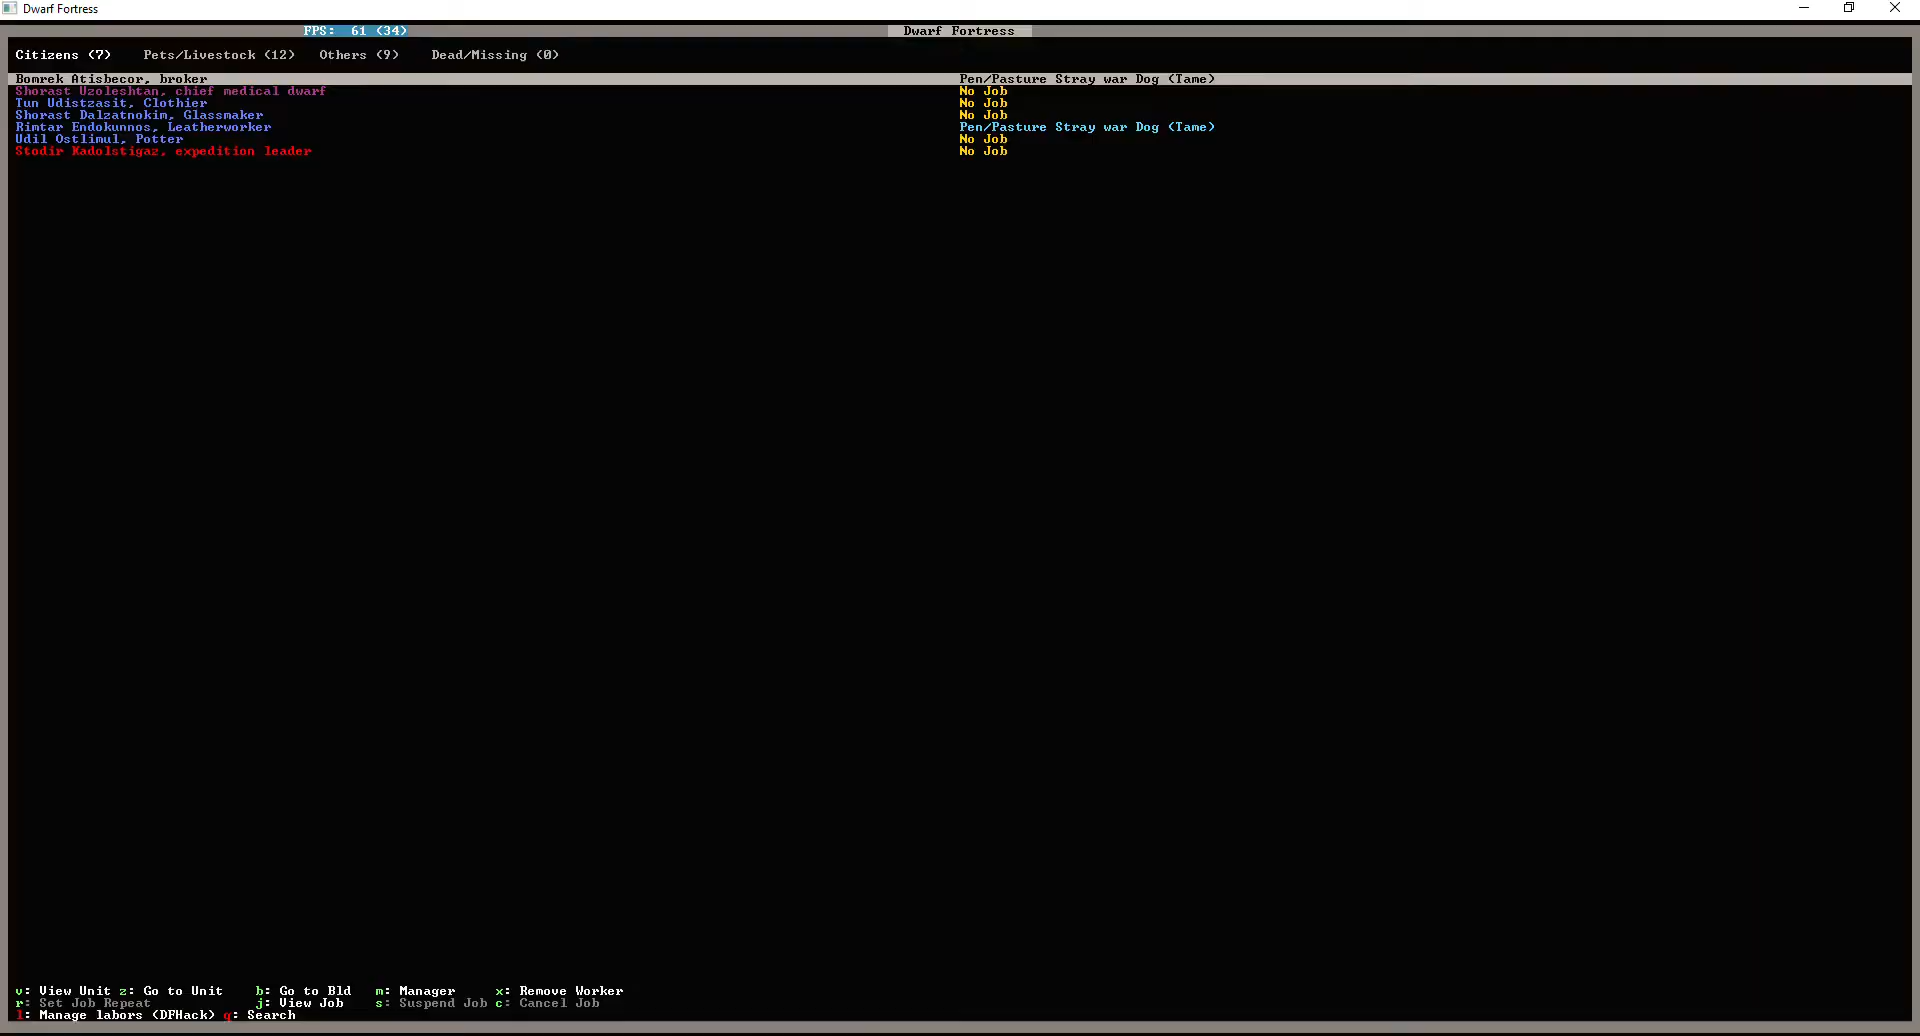 Dwarf Fortress
FPS: 61 (34) Dwarf Fortress
Citizens (7) Pets/Livestock (12) Others (9) Dead/Missing (0)
Bomrek Atisbecor, broker Pen/Pasture Stray war Dog (Tame)
Shorast Uzoleshtan, chief medical dwarf No Job
Tun Udistzasit, Clothier No Job
Shorast Dalzatnokim, Glassmaker No Job
Rimtar Endokunnos, Leatherworker Pen/Pasture Stray war Dog (Tame)
Udil Ostlimul, Potter No Job
Stodir Kadolstigaz, expedition leader No Job
v: View Unit z: Go to Unit b: Go to Bld m: Manager x: Remove Worker
r: Set Job Repeat j: View Job s: Suspend Job c: Cancel Job
l: Manage labors (DFHack) q: Search